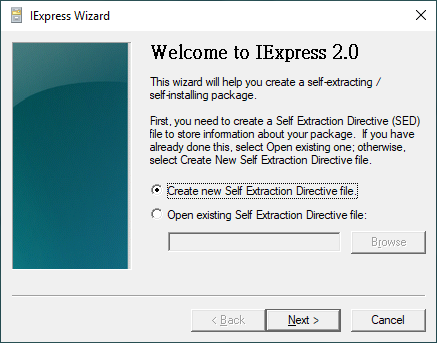 IExpress Wizard
Welcome to IExpress 2.0
This wizard will help you create a self-extracting /
self-installing package.
First, you need to create a Self Extraction Directive (SED)
file to store information about your package.  If you have
already done this, select Open existing one; otherwise,
select Create New Self Extraction Directive file.
Create new Self Extraction Directive file.
Open existing Self Extraction Directive file:
Browse
< Back
Next >
Cancel